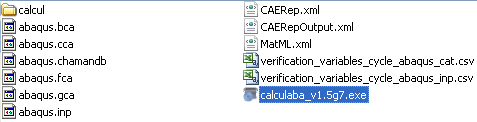 calcul
abaqus.bca
abaqus.cca
abaqus.chamandb
abaqus.fca
abaqus.gca
abaqus.inp
CAERep.xml
CAERepOutput.xml
MatML.xml
verification_variables_cycle_abaqus_cat.csv
verification_variables_cycle_abaqus_inp.csv
calculaba_v1.5g7.exe